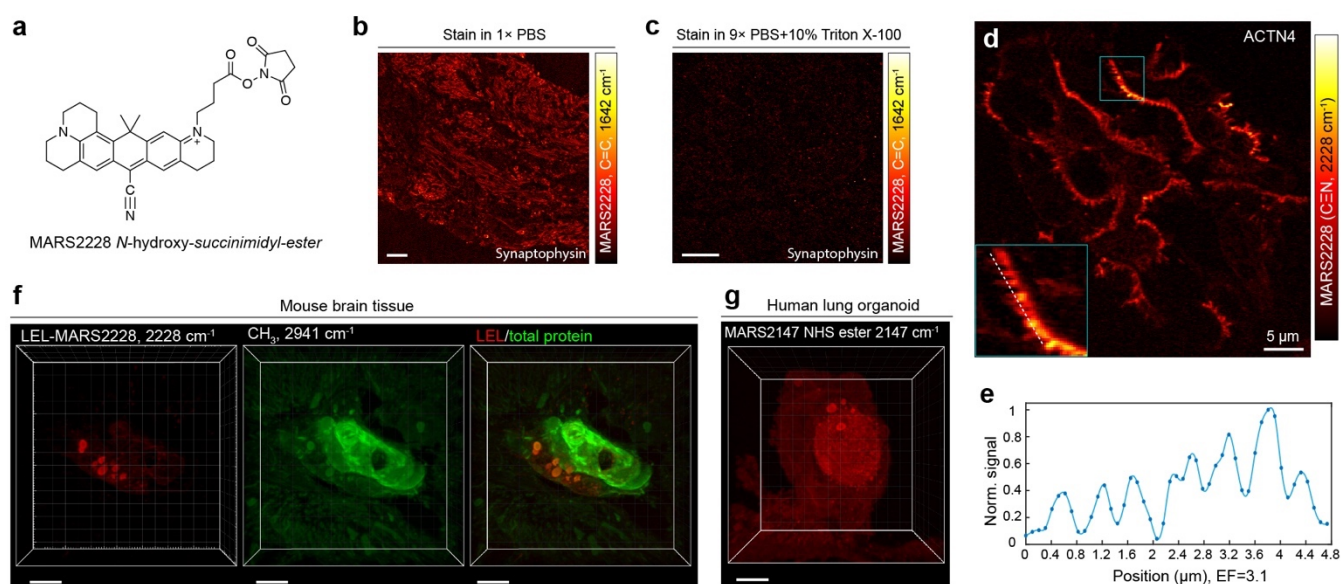 a
O
O
O
N
O
N
N
+
C
N
MARS2228 N-hydroxy-succinimidyl-ester
b
Stain in 1× PBS
Synaptophysin
MARS2228, C=C, 1642 cm⁻¹
c
Stain in 9× PBS+10% Triton X-100
Synaptophysin
MARS2228, C=C, 1642 cm⁻¹
d
ACTN4
5 µm
MARS2228 (C≡N, 2228 cm⁻¹)
f
Mouse brain tissue
LEL-MARS2228, 2228 cm⁻¹
CH₃, 2941 cm⁻¹
LEL/total protein
g
Human lung organoid
MARS2147 NHS ester 2147 cm⁻¹
e
Norm. signal
1
0.8
0.6
0.4
0.2
0
0 0.4 0.8 1.2 1.6 2 2.4 2.8 3.2 3.6 4 4.4 4.8
Position (µm), EF=3.1